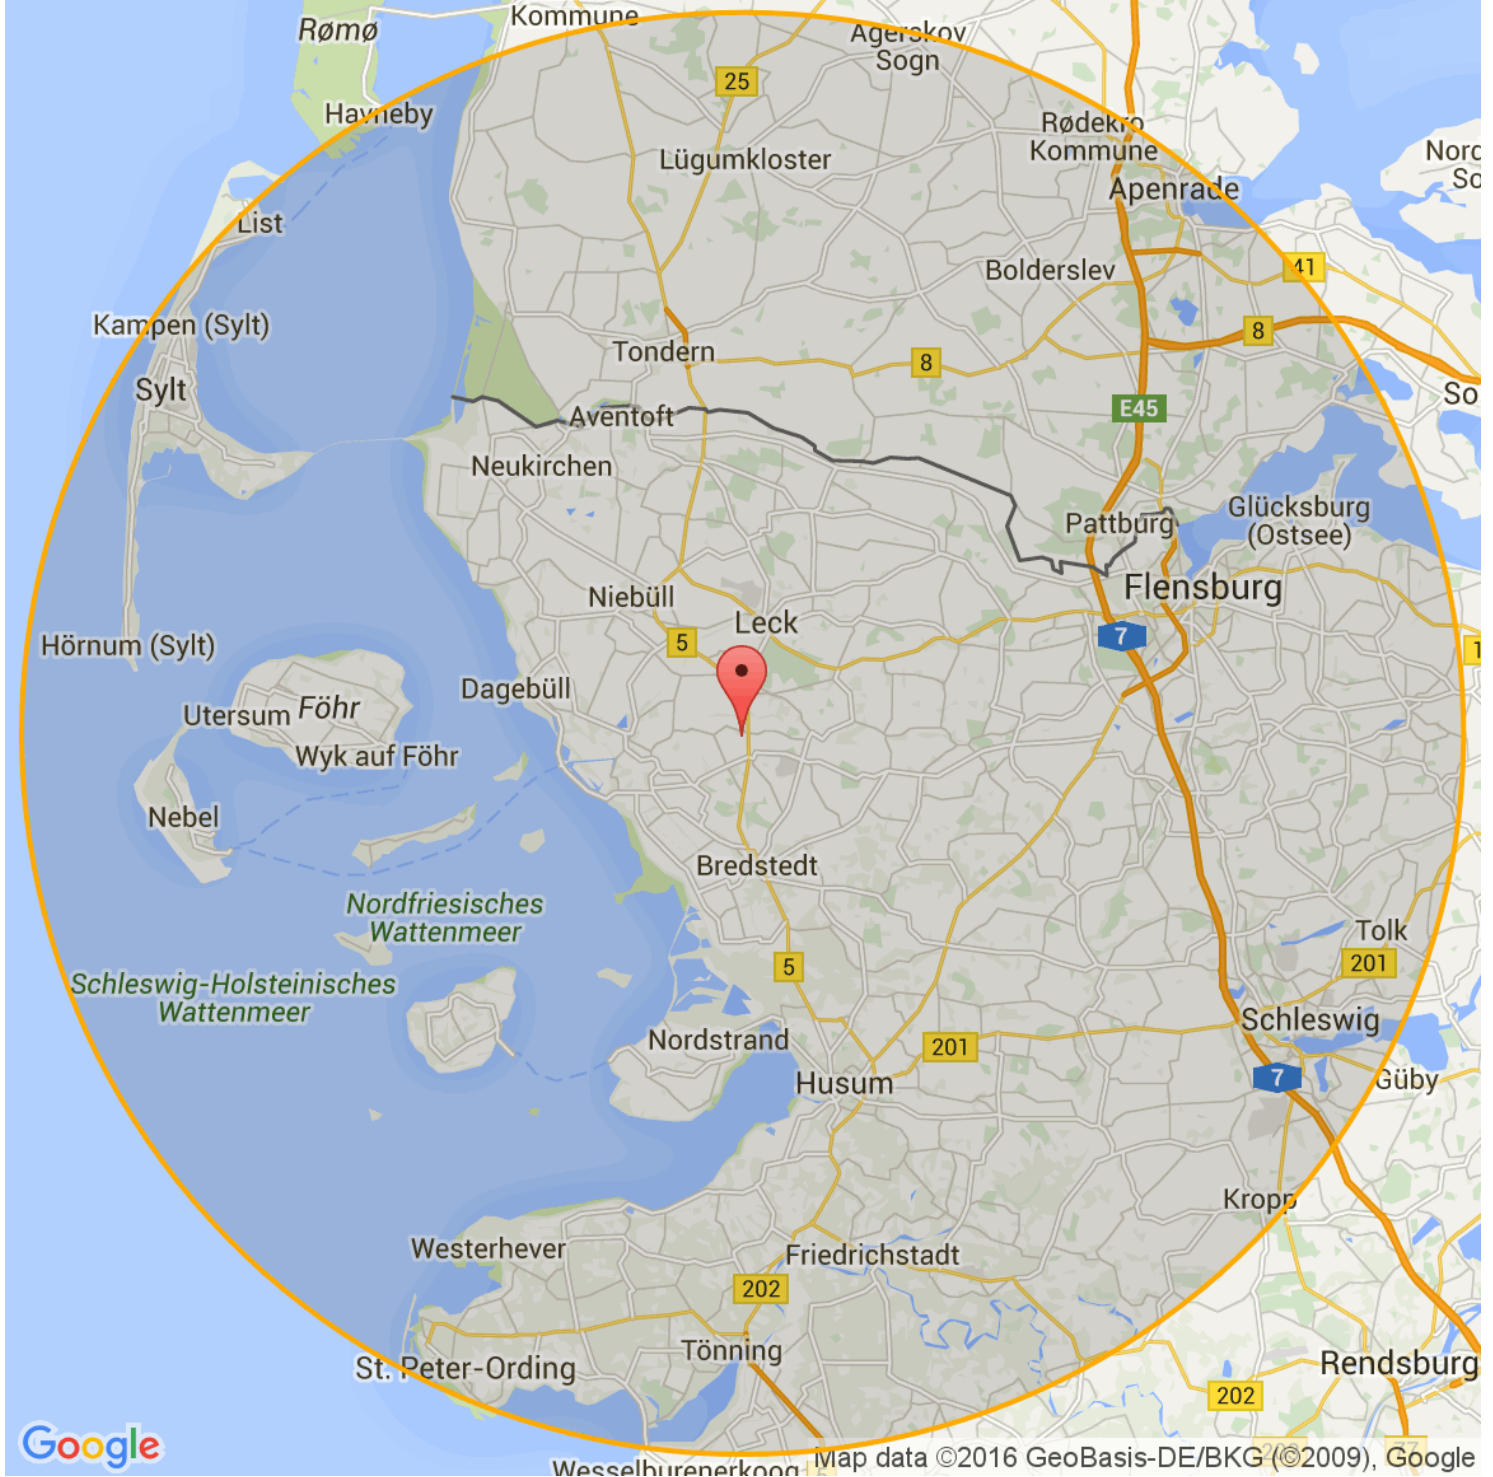 Kommune
Rømø
Agerskov
Sogn
25
Havneby
Rødekro
Kommune
Lügumkloster
Apenrade
List
Bolderslev
41
Kampen (Sylt)
8
Tondern
8
Sylt
E45
Aventoft
Neukirchen
Glücksburg
(Ostsee)
Pattburg
Flensburg
Niebüll
Leck
7
5
Hörnum (Sylt)
Dagebüll
Föhr
Utersum
Wyk auf Föhr
Nebel
Bredstedt
Nordfriesisches
Wattenmeer
Tolk
201
5
Schleswig-Holsteinisches
Wattenmeer
Schleswig
Nordstrand
201
7
Güby
Husum
Kropp
Westerhever
Friedrichstadt
202
Tönning
St. Peter-Ording
Rendsburg
202
Google
Map data ©2016 GeoBasis-DE/BKG (©2009), Google